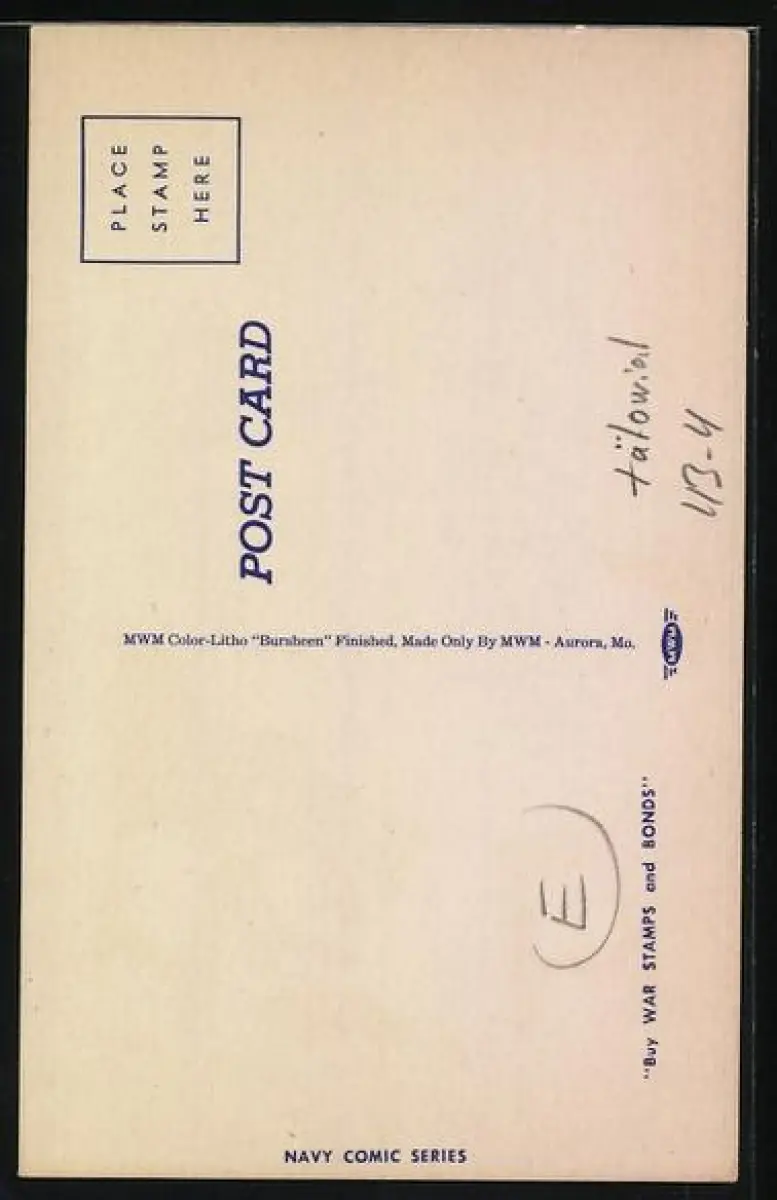 PLACE
STAMP
HERE
POST CARD
MWM Color-Litho "Bursheen" Finished, Made Only By MWM - Aurora, Mo.
MWM
"Buy WAR STAMPS and BONDS"
E
NAVY COMIC SERIES